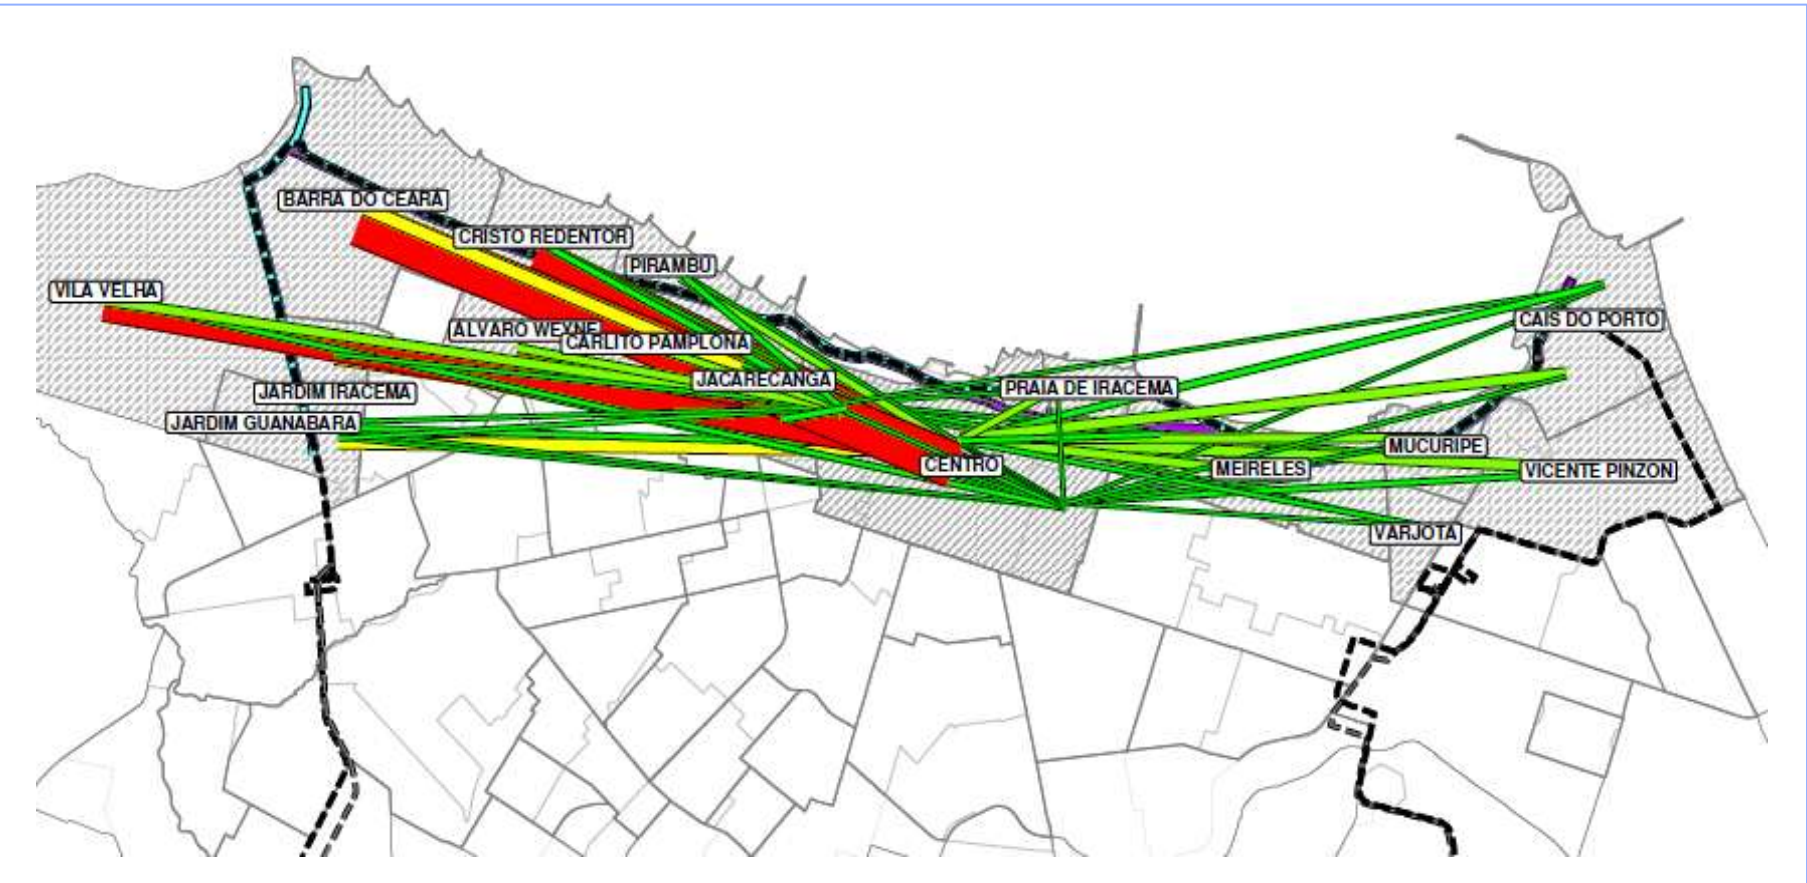 BARRA DO CEARÁ
CRISTO REDENTOR
PIRAMBÚ
VILA VELHA
CAIS DO PORTO
ÁLVARO WEYNE
CARLITO PAMPLONA
JACARECANGA
PRAIA DE IRACEMA
JARDIM IRACEMA
JARDIM GUANABARA
MUCURIPE
CENTRO
MEIRELES
VICENTE PINZON
VARJOTA